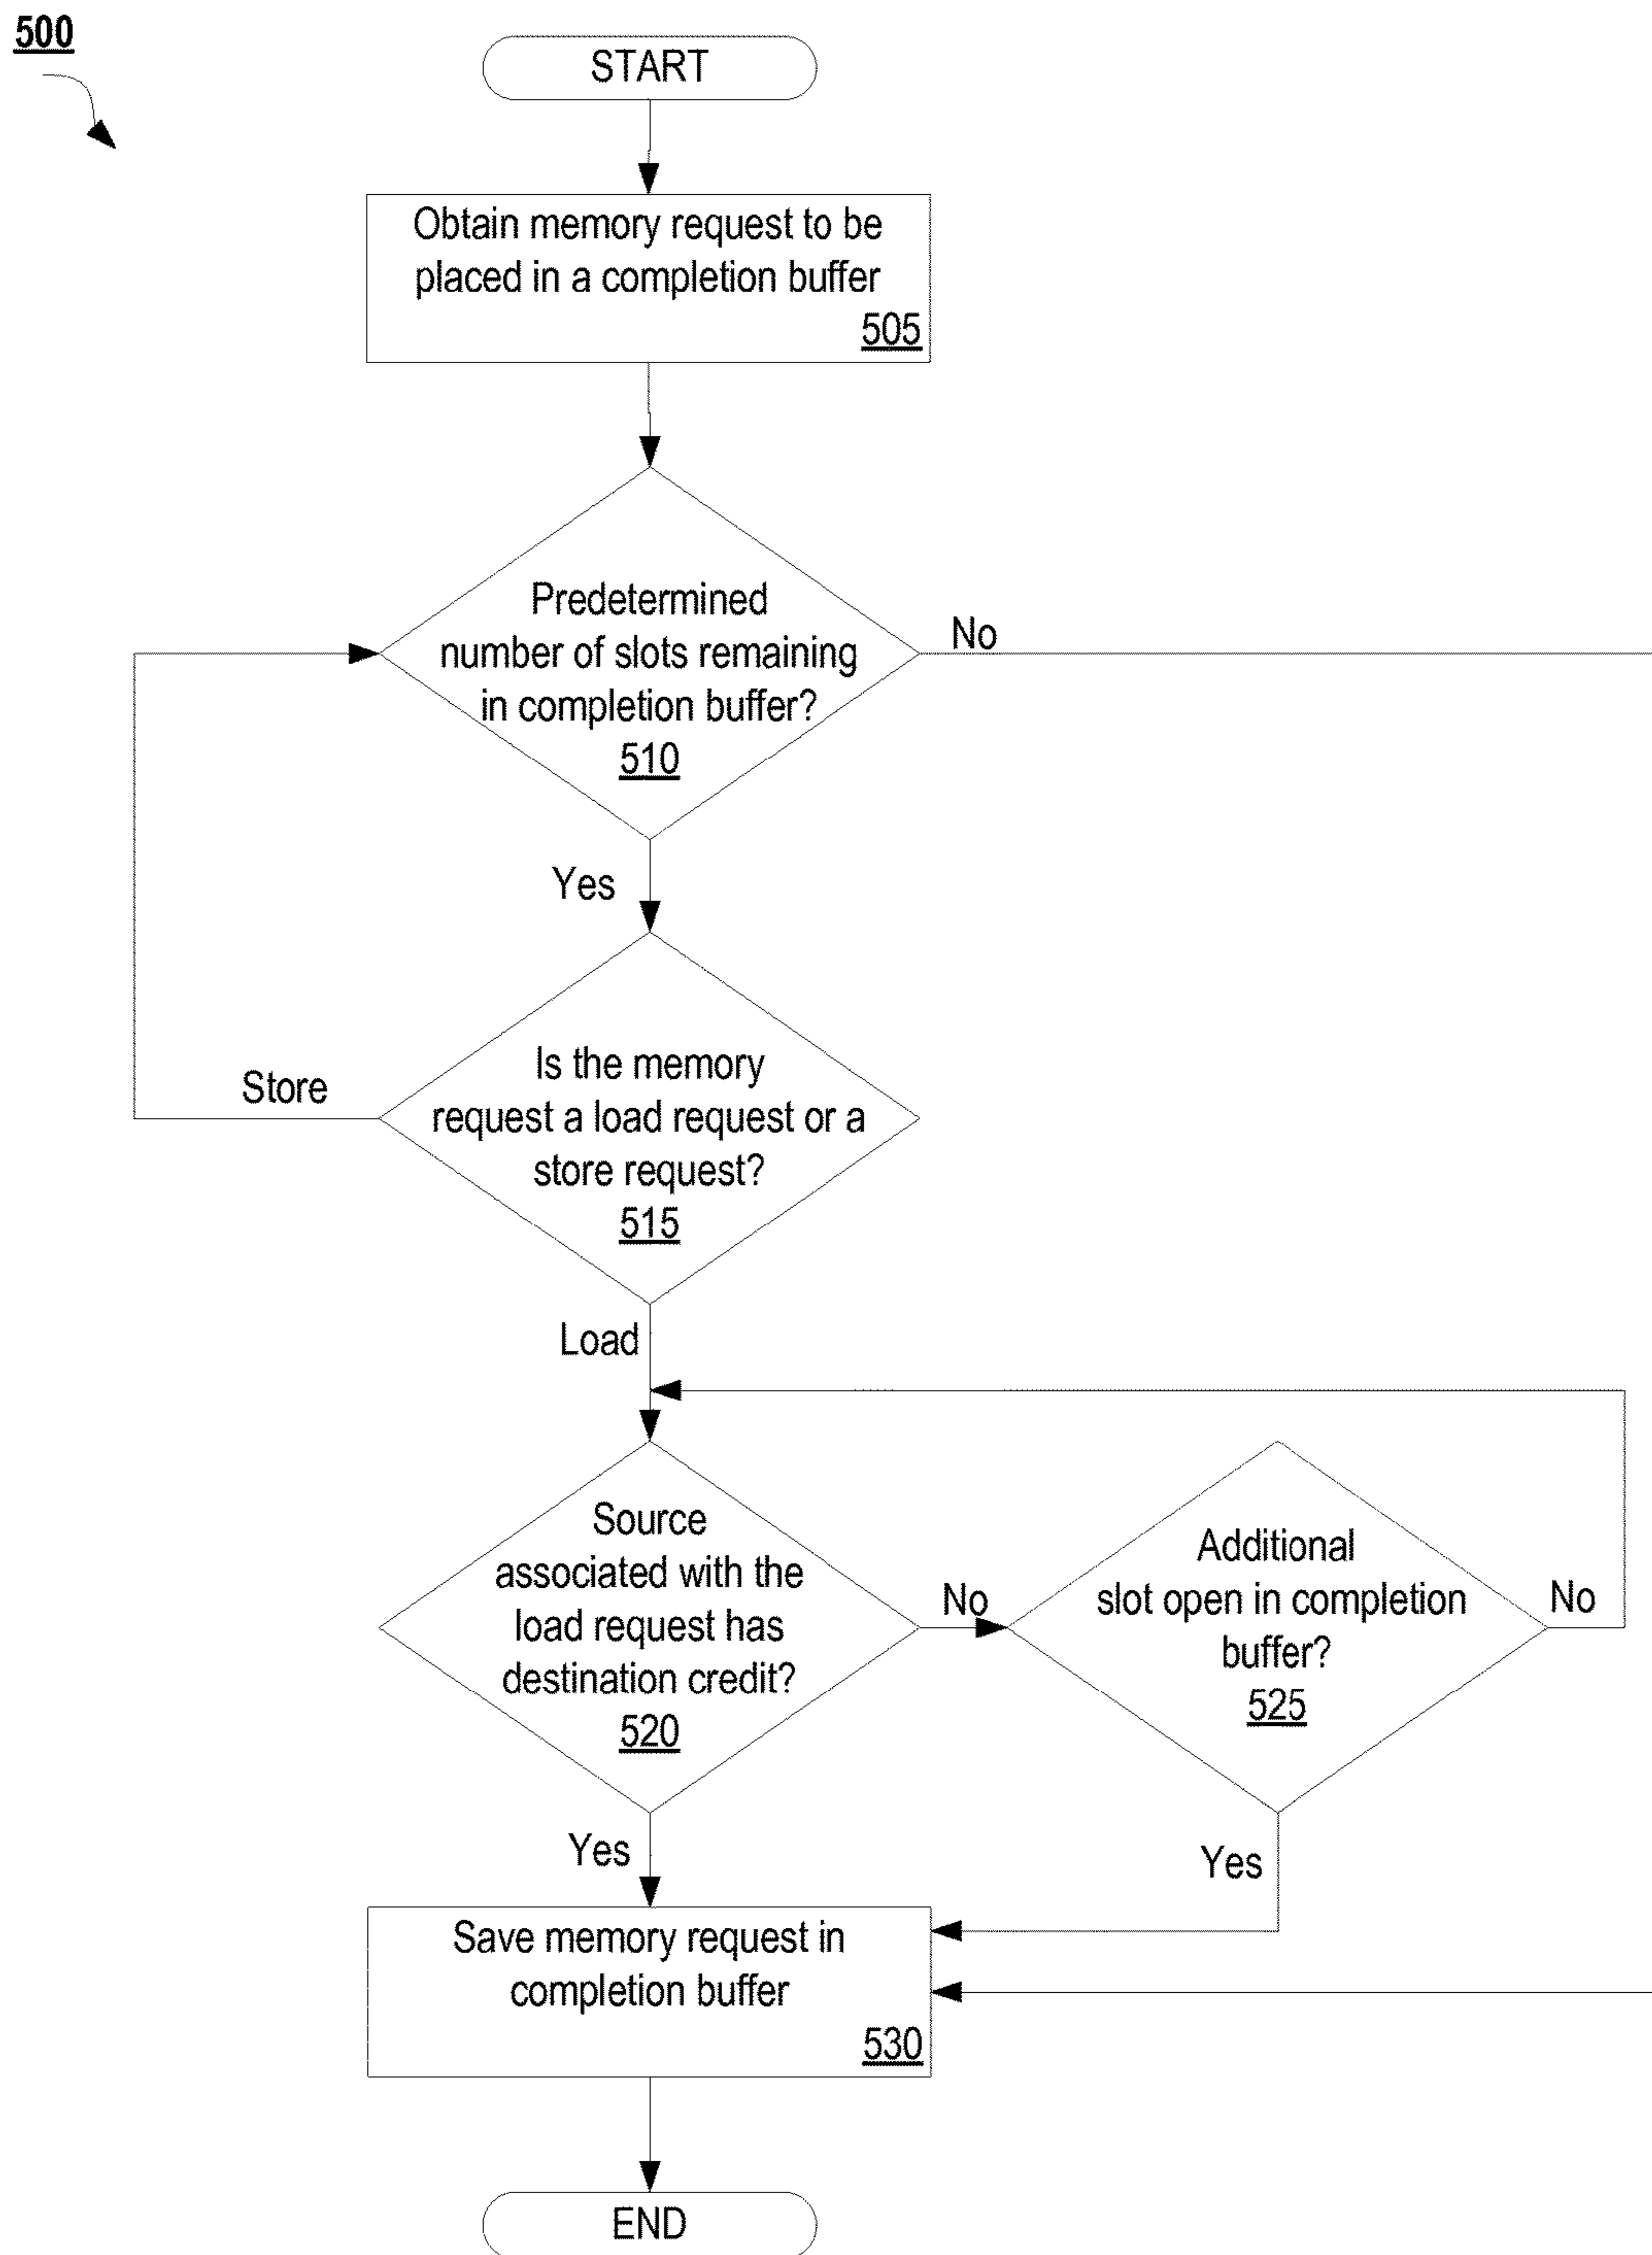 500
START
Obtain memory request to be
placed in a completion buffer
505
Predetermined
number of slots remaining
in completion buffer?
510
No
Yes
Is the memory
request a load request or a
store request?
515
Store
Load
Source
associated with the
load request has
destination credit?
520
No
Additional
slot open in completion
buffer?
525
No
Yes
Yes
Save memory request in
completion buffer
530
END